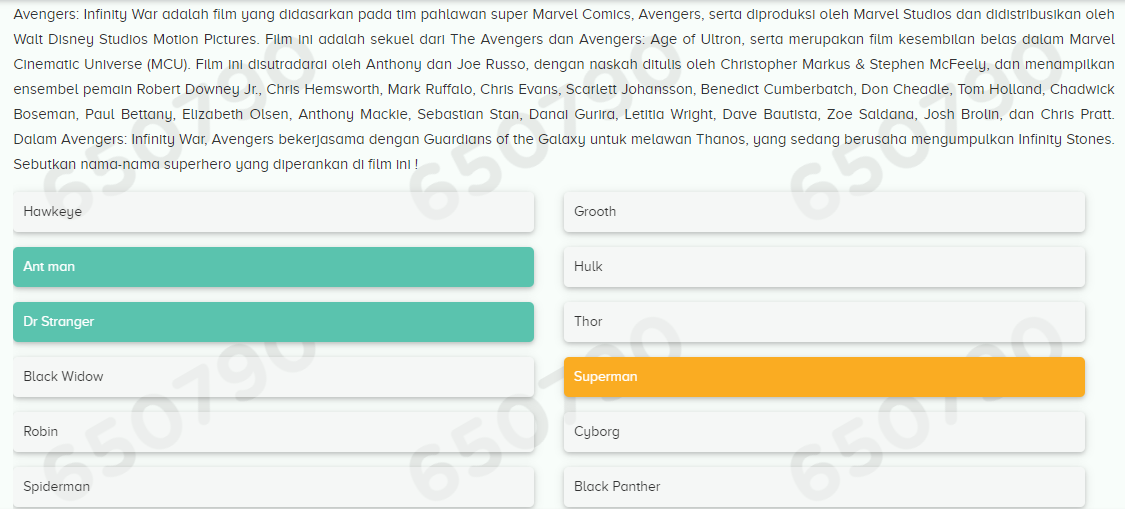 Avengers: Infinity War adalah film yang didasarkan pada tim pahlawan super Marvel Comics, Avengers, serta diproduksi oleh Marvel Studios dan didistribusikan oleh
Walt Disney Studios Motion Pictures. Film ini adalah sekuel dari The Avengers dan Avengers: Age of Ultron, serta merupakan film kesembilan belas dalam Marvel
Cinematic Universe (MCU). Film ini disutradarai oleh Anthony dan Joe Russo, dengan naskah ditulis oleh Christopher Markus & Stephen McFeely, dan menampilkan
ensembel pemain Robert Downey Jr., Chris Hemsworth, Mark Ruffalo, Chris Evans, Scarlett Johansson, Benedict Cumberbatch, Don Cheadle, Tom Holland, Chadwick
Boseman, Paul Bettany, Elizabeth Olsen, Anthony Mackie, Sebastian Stan, Danai Gurira, Letitia Wright, Dave Bautista, Zoe Saldana, Josh Brolin, dan Chris Pratt.
Dalam Avengers: Infinity War, Avengers bekerjasama dengan Guardians of the Galaxy untuk melawan Thanos, yang sedang berusaha mengumpulkan Infinity Stones.
Sebutkan nama-nama superhero yang diperankan di film ini !
Hawkeye
Grooth
Ant man
Hulk
Dr Stranger
Thor
Black Widow
Superman
Robin
Cyborg
Spiderman
Black Panther
650790
650790
650790
650790
650790
650790